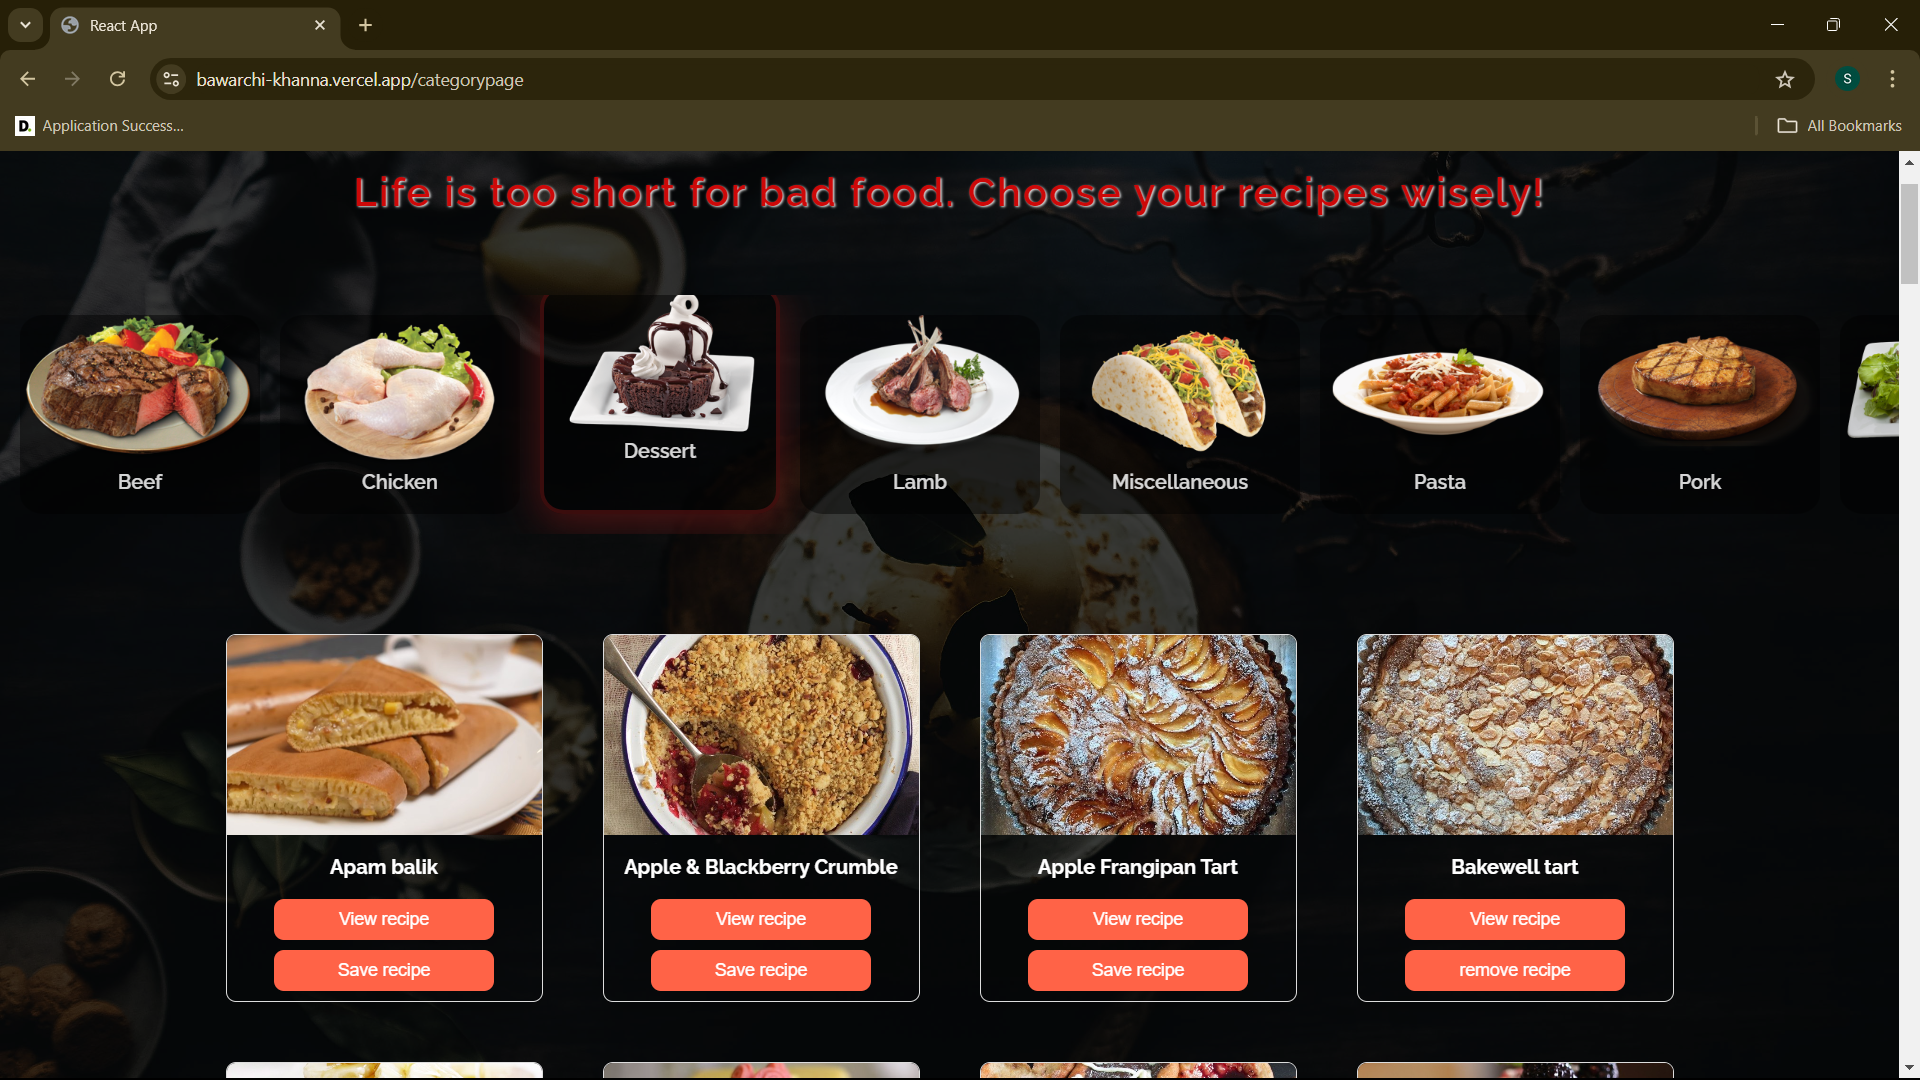 React App
bawarchi-khanna.vercel.app/categorypage
S
D. Application Success...
All Bookmarks
Life is too short for bad food. Choose your recipes wisely!
Beef
Chicken
Dessert
Lamb
Miscellaneous
Pasta
Pork
Apam balik
Apple & Blackberry Crumble
Apple Frangipan Tart
Bakewell tart
View recipe
View recipe
View recipe
View recipe
Save recipe
Save recipe
Save recipe
remove recipe